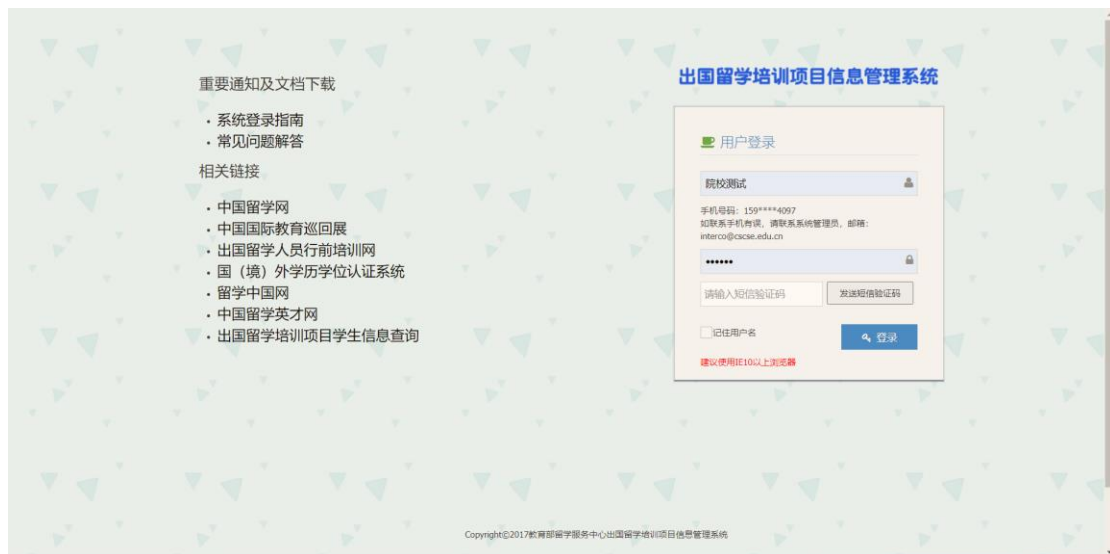 重要通知及文档下载
· 系统登录指南
· 常见问题解答
相关链接
· 中国留学网
· 中国国际教育巡回展
· 出国留学人员行前培训网
· 国（境）外学历学位认证系统
· 留学中国网
· 中国留学英才网
· 出国留学培训项目学生信息查询
出国留学培训项目信息管理系统
用户登录
院校测试
手机号码：159****4097
如联系手机有误，请联系系统管理员，邮箱：
interco@cscse.edu.cn
••••••
请输入短信验证码 发送短信验证码
记住用户名 登录
建议使用IE10以上浏览器
Copyright©2017教育部留学服务中心出国留学培训项目信息管理系统